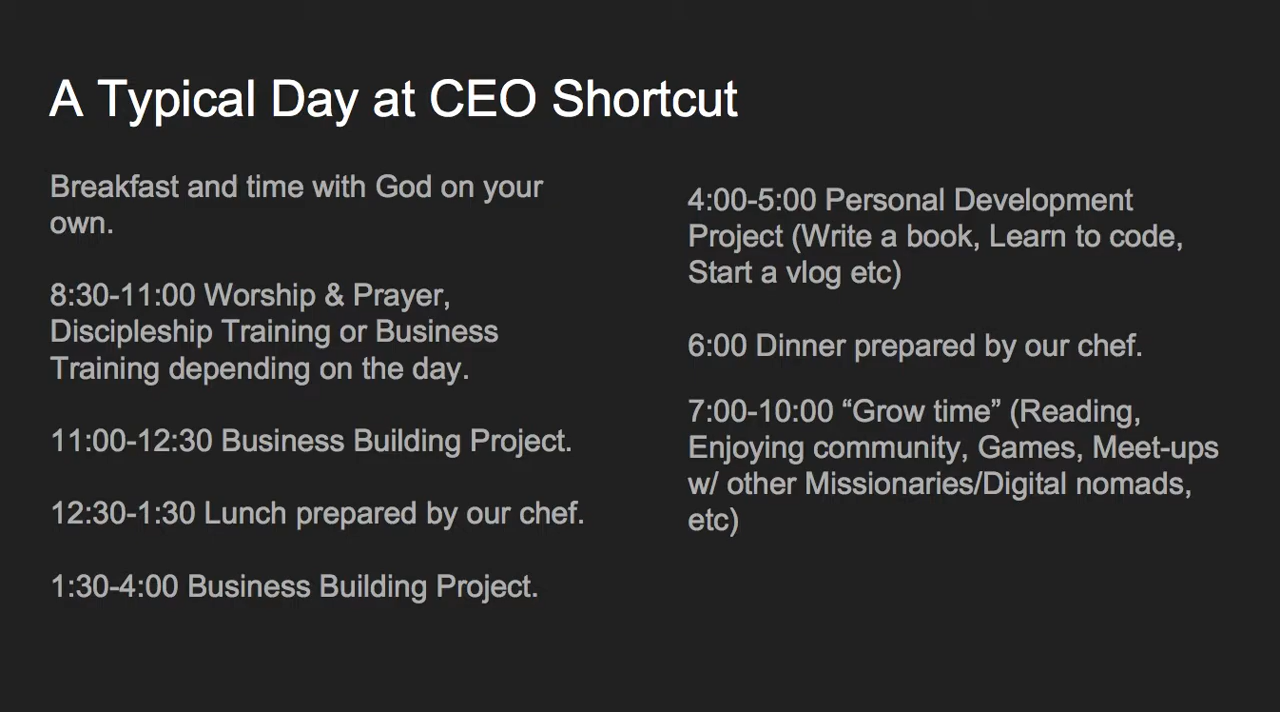 A Typical Day at CEO Shortcut
Breakfast and time with God on your
own.
8:30-11:00 Worship & Prayer,
Discipleship Training or Business
Training depending on the day.
11:00-12:30 Business Building Project.
12:30-1:30 Lunch prepared by our chef.
1:30-4:00 Business Building Project.
4:00-5:00 Personal Development
Project (Write a book, Learn to code,
Start a vlog etc)
6:00 Dinner prepared by our chef.
7:00-10:00 “Grow time” (Reading,
Enjoying community, Games, Meet-ups
w/ other Missionaries/Digital nomads,
etc)